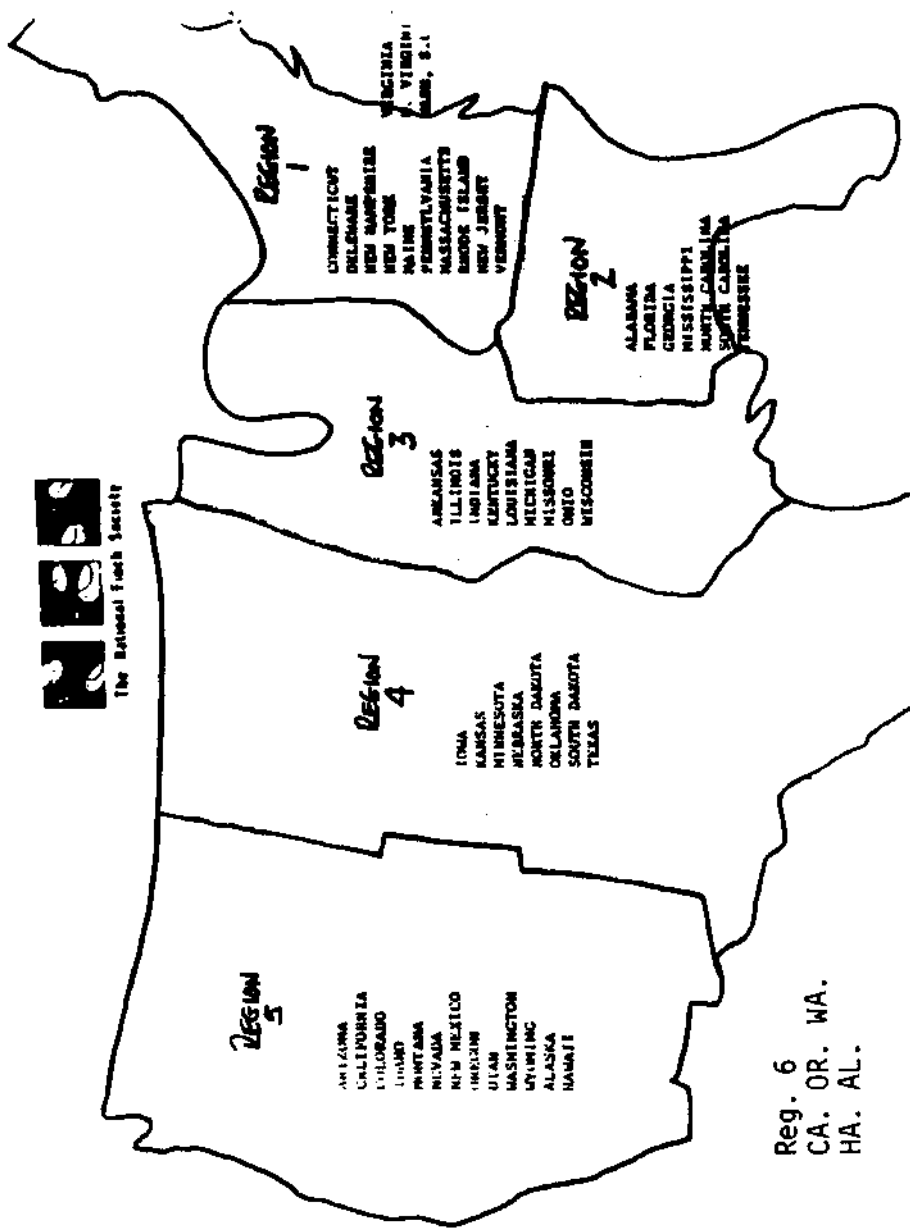 The National Finch Society
REGION
1
CONNECTICUT
DELEWARE
NEW HAMPSHIRE
NEW YORK
MAINE
PENNSYLVANIA
MASSACHUSETTS
RHODE ISLAND
NEW JERSEY
VERMONT
VIRGINIA
W. VIRGINI
REGION
2
ALABAMA
FLORIDA
GEORGIA
MISSISSIPPI
NORTH CAROLINA
SOUTH CAROLINA
TENNESSEE
REGION
3
ARKANSAS
ILLINOIS
INDIANA
KENTUCKY
LOUISIANA
MICHIGAN
MISSOURI
OHIO
WISCONSIN
REGION
4
IOWA
KANSAS
MINNESOTA
NEBRASKA
NORTH DAKOTA
OKLAHOMA
SOUTH DAKOTA
TEXAS
REGION
5
ARIZONA
CALIFORNIA
COLORADO
IDAHO
MONTANA
NEVADA
NEW MEXICO
OREGON
UTAH
WASHINGTON
WYOMING
ALASKA
HAWAII
Reg. 6
CA. OR. WA.
HA. AL.